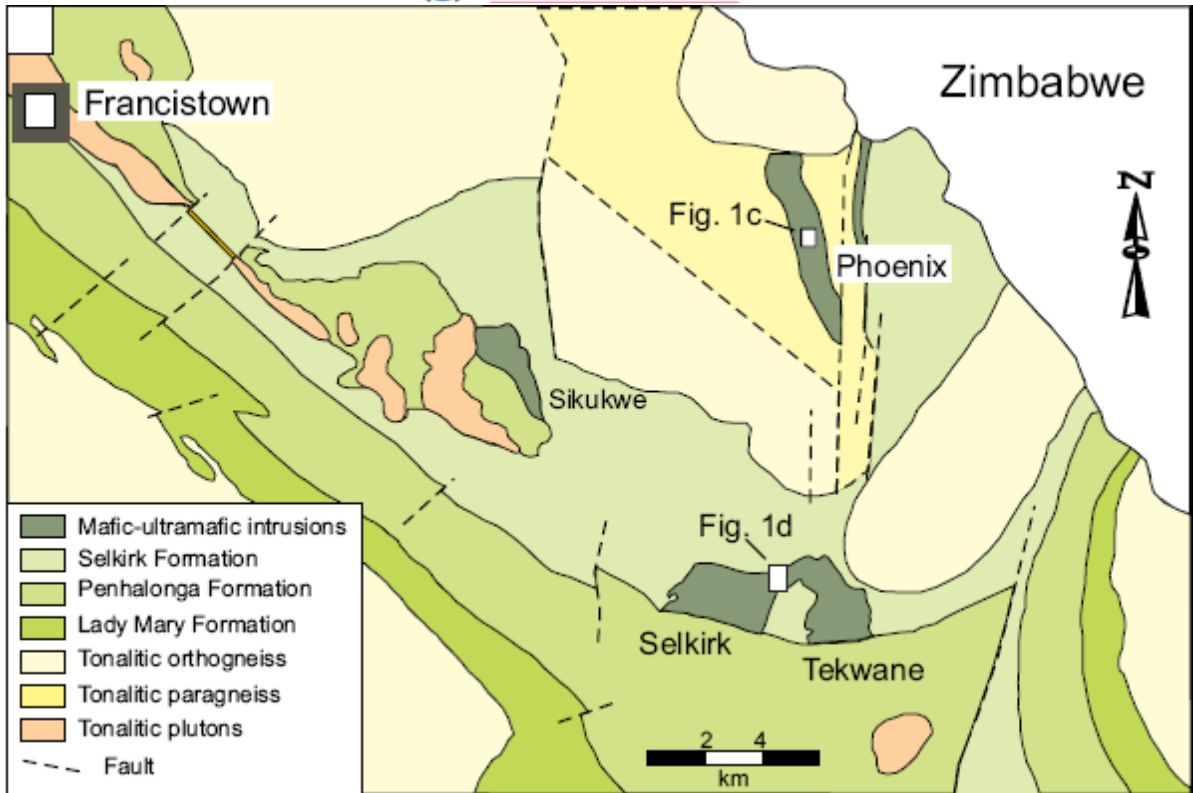 Francistown
Zimbabwe
N
Fig. 1c
Phoenix
Sikukwe
Fig. 1d
Selkirk
Tekwane
Mafic-ultramafic intrusions
Selkirk Formation
Penhalonga Formation
Lady Mary Formation
Tonalitic orthogneiss
Tonalitic paragneiss
Tonalitic plutons
Fault
2 4
km